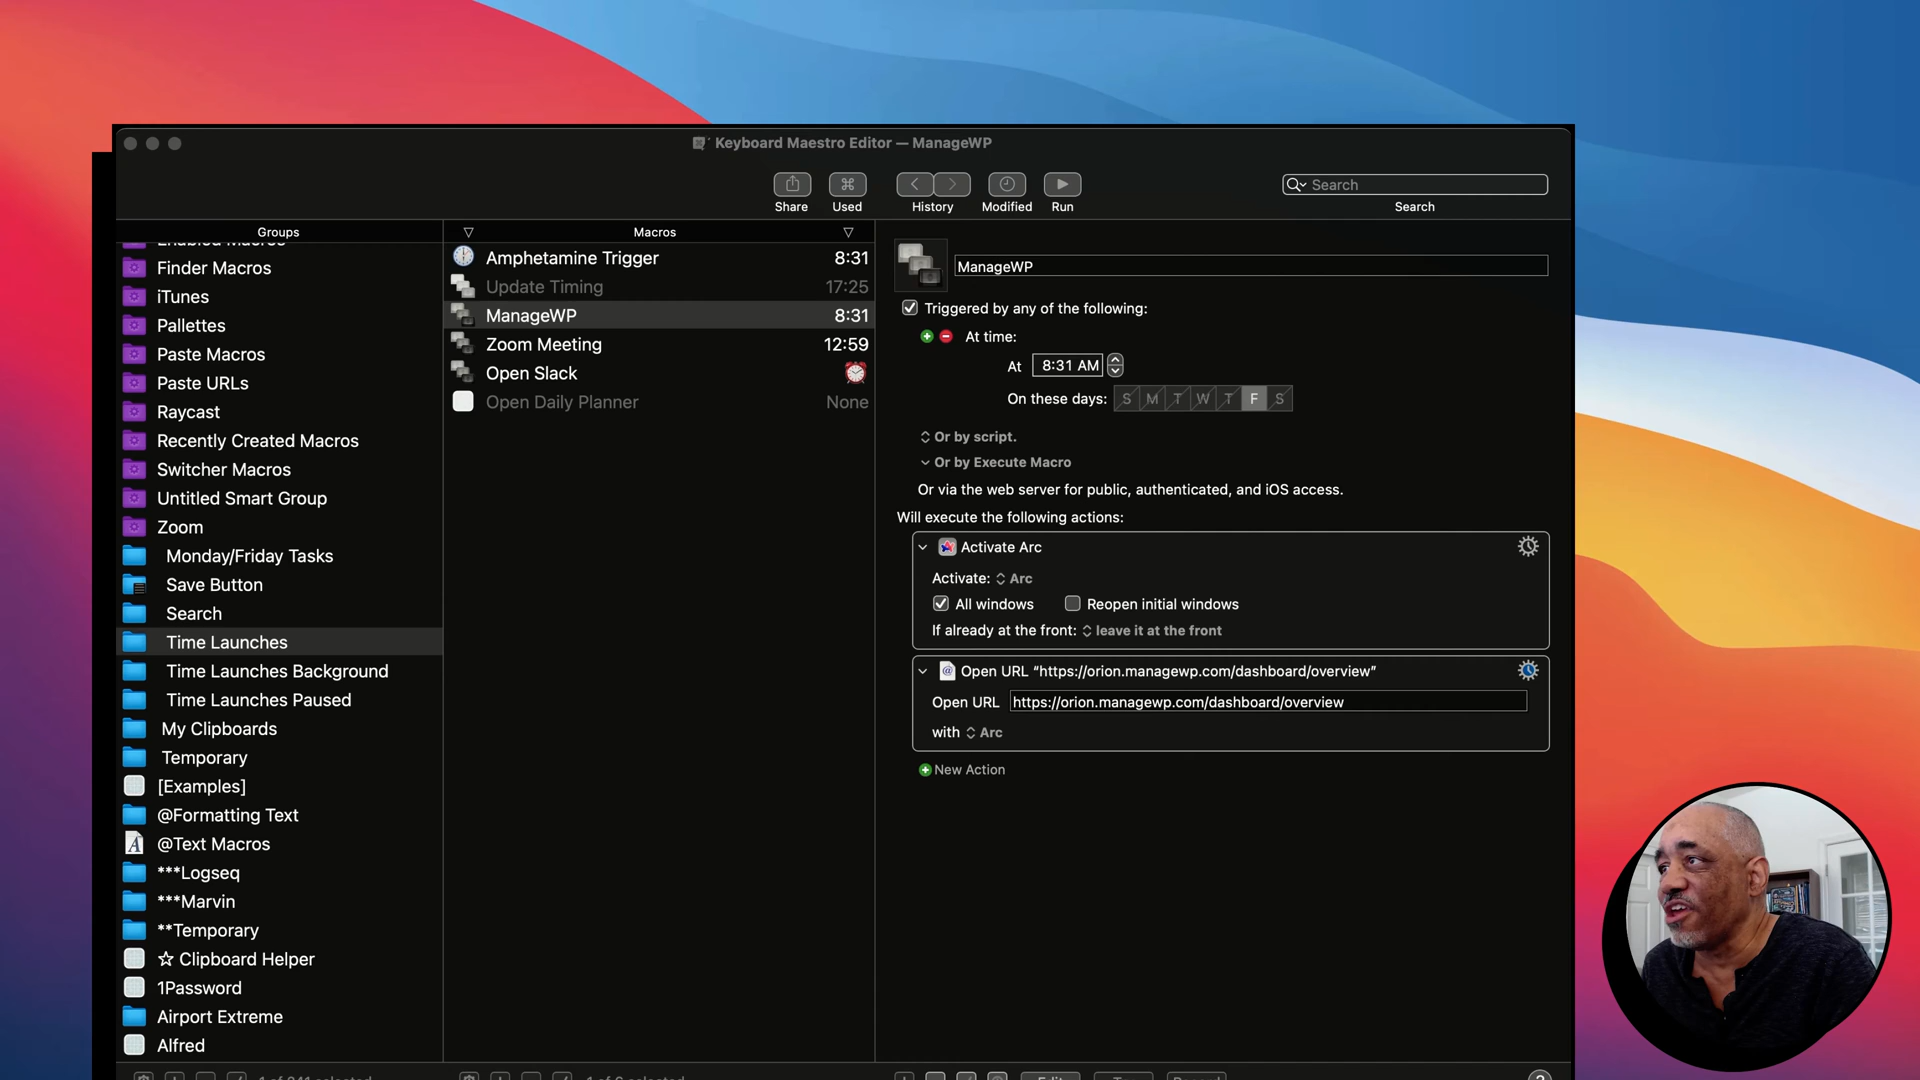 Keyboard Maestro Editor — ManageWP
Share
Used
History
Modified
Run
Search
Search
Groups
Macros
Enabled Macros
Finder Macros
iTunes
Pallettes
Paste Macros
Paste URLs
Raycast
Recently Created Macros
Switcher Macros
Untitled Smart Group
Zoom
Monday/Friday Tasks
Save Button
Search
Time Launches
Time Launches Background
Time Launches Paused
My Clipboards
Temporary
[Examples]
@Formatting Text
@Text Macros
***Logseq
***Marvin
**Temporary
☆ Clipboard Helper
1Password
Airport Extreme
Alfred
Amphetamine Trigger 8:31
Update Timing 17:25
ManageWP 8:31
Zoom Meeting 12:59
Open Slack
Open Daily Planner None
ManageWP
Triggered by any of the following:
At time:
At 8:31 AM
On these days: S M T W T F S
Or by script.
Or by Execute Macro
Or via the web server for public, authenticated, and iOS access.
Will execute the following actions:
Activate Arc
Activate: Arc
All windows Reopen initial windows
If already at the front: leave it at the front
Open URL “https://orion.managewp.com/dashboard/overview”
Open URL https://orion.managewp.com/dashboard/overview
with Arc
New Action